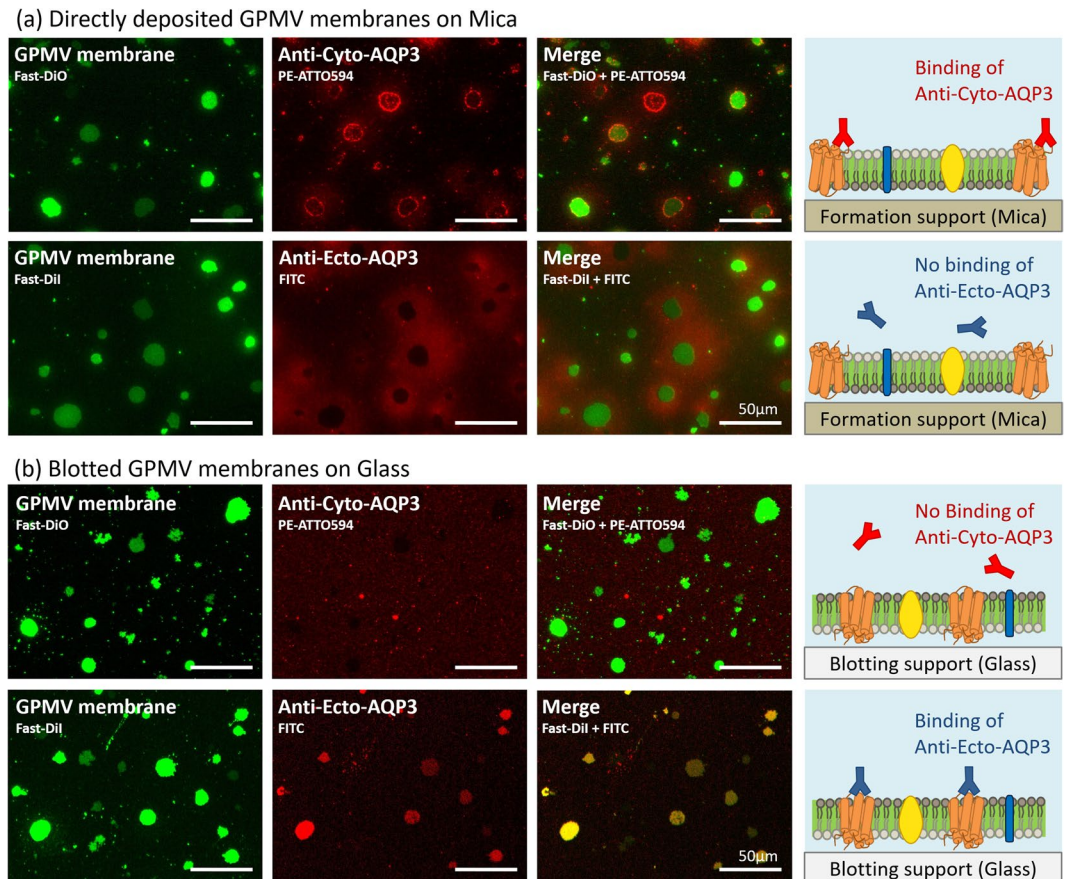 (a) Directly deposited GPMV membranes on Mica
GPMV membrane
Fast-DiO
Anti-Cyto-AQP3
PE-ATTO594
Merge
Fast-DiO + PE-ATTO594
Binding of
Anti-Cyto-AQP3
Formation support (Mica)
GPMV membrane
Fast-DiI
Anti-Ecto-AQP3
FITC
Merge
Fast-DiI + FITC
50μm
No binding of
Anti-Ecto-AQP3
Formation support (Mica)
(b) Blotted GPMV membranes on Glass
GPMV membrane
Fast-DiO
Anti-Cyto-AQP3
PE-ATTO594
Merge
Fast-DiO + PE-ATTO594
No Binding of
Anti-Cyto-AQP3
Blotting support (Glass)
GPMV membrane
Fast-DiI
Anti-Ecto-AQP3
FITC
Merge
Fast-DiI + FITC
50μm
Binding of
Anti-Ecto-AQP3
Blotting support (Glass)